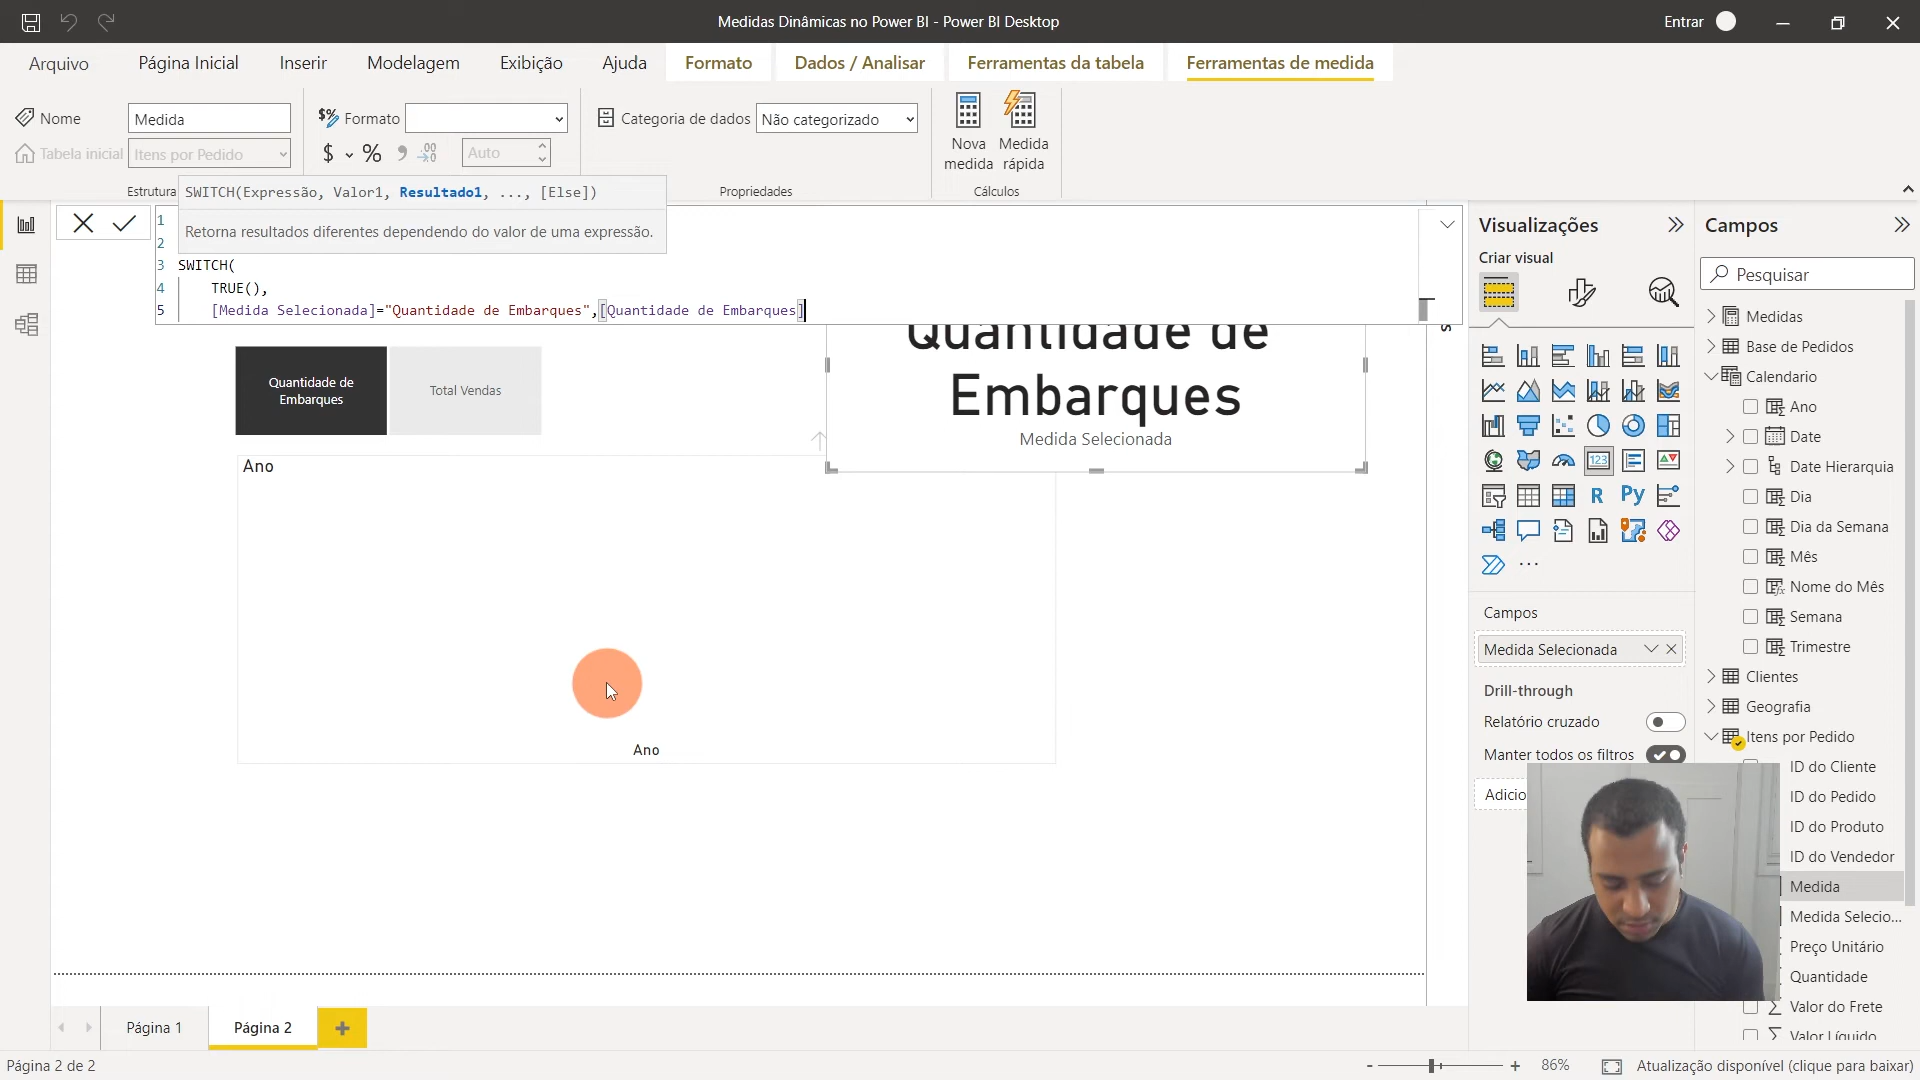 Medidas Dinâmicas no Power BI - Power BI Desktop
Entrar
Arquivo
Página Inicial
Inserir
Modelagem
Exibição
Ajuda
Formato
Dados / Analisar
Ferramentas da tabela
Ferramentas de medida
Nome
Medida
Formato
Categoria de dados
Não categorizado
Tabela inicial
Itens por Pedido
$
%
Auto
Nova medida
Medida rápida
Estrutura
Propriedades
Cálculos
SWITCH(Expressão, Valor1, Resultado1, ..., [Else])
Retorna resultados diferentes dependendo do valor de uma expressão.
1
2
3 SWITCH(
4 TRUE(),
5 [Medida Selecionada]="Quantidade de Embarques",[Quantidade de Embarques]
Quantidade de
Embarques
Medida Selecionada
Quantidade de
Embarques
Total Vendas
Ano
Ano
Visualizações
Criar visual
123
R
Py
Campos
Medida Selecionada
Drill-through
Relatório cruzado
Manter todos os filtros
Adicio
Campos
Pesquisar
Medidas
Base de Pedidos
Calendario
Ano
Date
Date Hierarquia
Dia
Dia da Semana
Mês
Nome do Mês
Semana
Trimestre
Clientes
Geografia
Itens por Pedido
ID do Cliente
ID do Pedido
ID do Produto
ID do Vendedor
Medida
Medida Selecio...
Preço Unitário
Quantidade
Valor do Frete
Valor Líquido
Página 1
Página 2
Página 2 de 2
86%
Atualização disponível (clique para baixar)